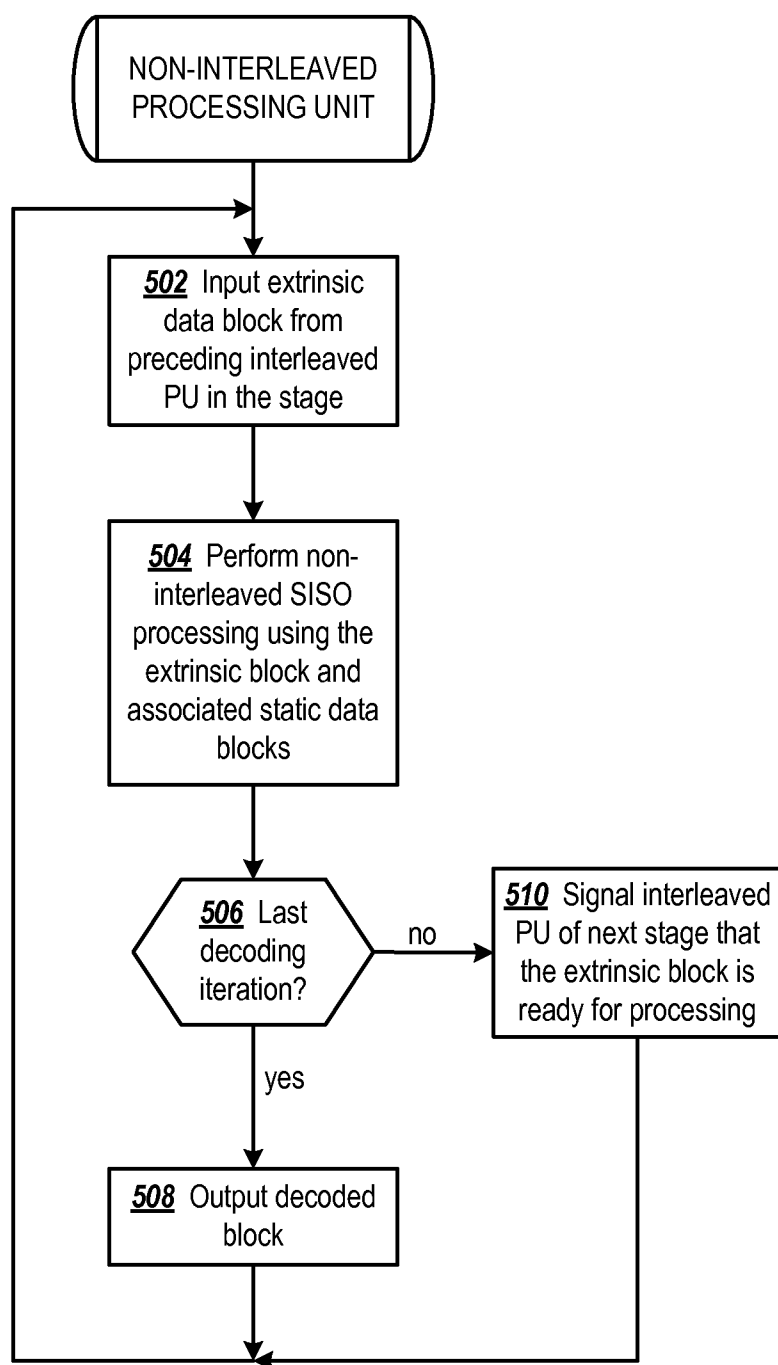 NON-INTERLEAVED
PROCESSING UNIT
502 Input extrinsic
data block from
preceding interleaved
PU in the stage
504 Perform non-
interleaved SISO
processing using the
extrinsic block and
associated static data
blocks
506 Last
decoding
iteration?
no
510 Signal interleaved
PU of next stage that
the extrinsic block is
ready for processing
yes
508 Output decoded
block